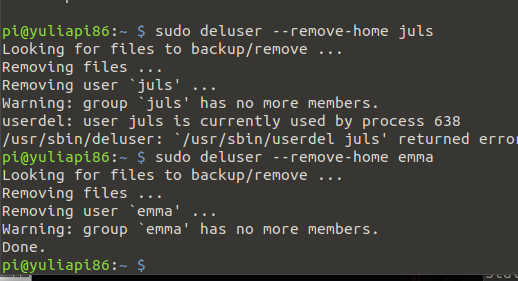 pi@yuliapi86:~ $ sudo deluser --remove-home juls
Looking for files to backup/remove ...
Removing files ...
Removing user `juls' ...
Warning: group `juls' has no more members.
userdel: user juls is currently used by process 638
/usr/sbin/deluser: `/usr/sbin/userdel juls' returned error
pi@yuliapi86:~ $ sudo deluser --remove-home emma
Looking for files to backup/remove ...
Removing files ...
Removing user `emma' ...
Warning: group `emma' has no more members.
Done.
pi@yuliapi86:~ $